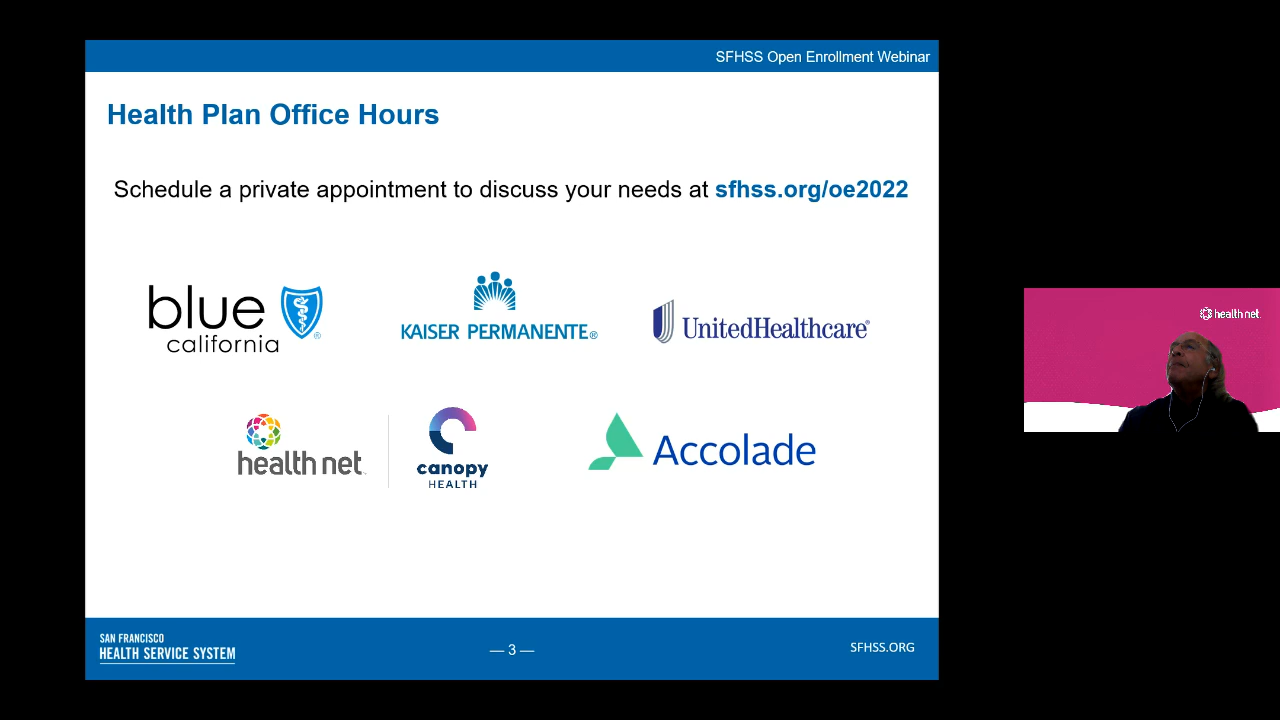 SFHSS Open Enrollment Webinar
Health Plan Office Hours
Schedule a private appointment to discuss your needs at sfhss.org/oe2022
blue
california
KAISER PERMANENTE®
UnitedHealthcare®
health net™
canopy
HEALTH
Accolade
health net.
SAN FRANCISCO
HEALTH SERVICE SYSTEM
— 3 —
SFHSS.ORG